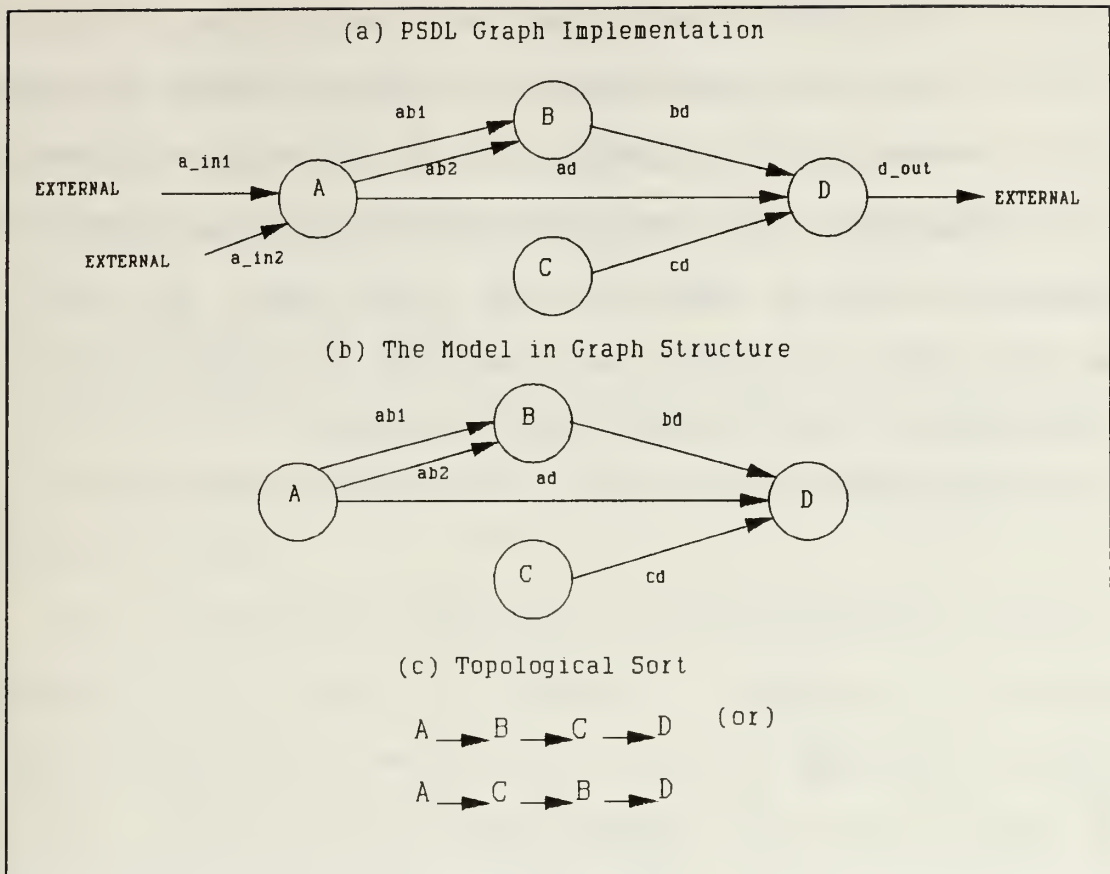 (a) PSDL Graph Implementation
ab1
B
bd
a_in1
ab2
ad
d_out
EXTERNAL
A
D
EXTERNAL
EXTERNAL
a_in2
C
cd
(b) The Model in Graph Structure
ab1
B
bd
ab2
ad
A
D
C
cd
(c) Topological Sort
A B C D (or)
A C B D